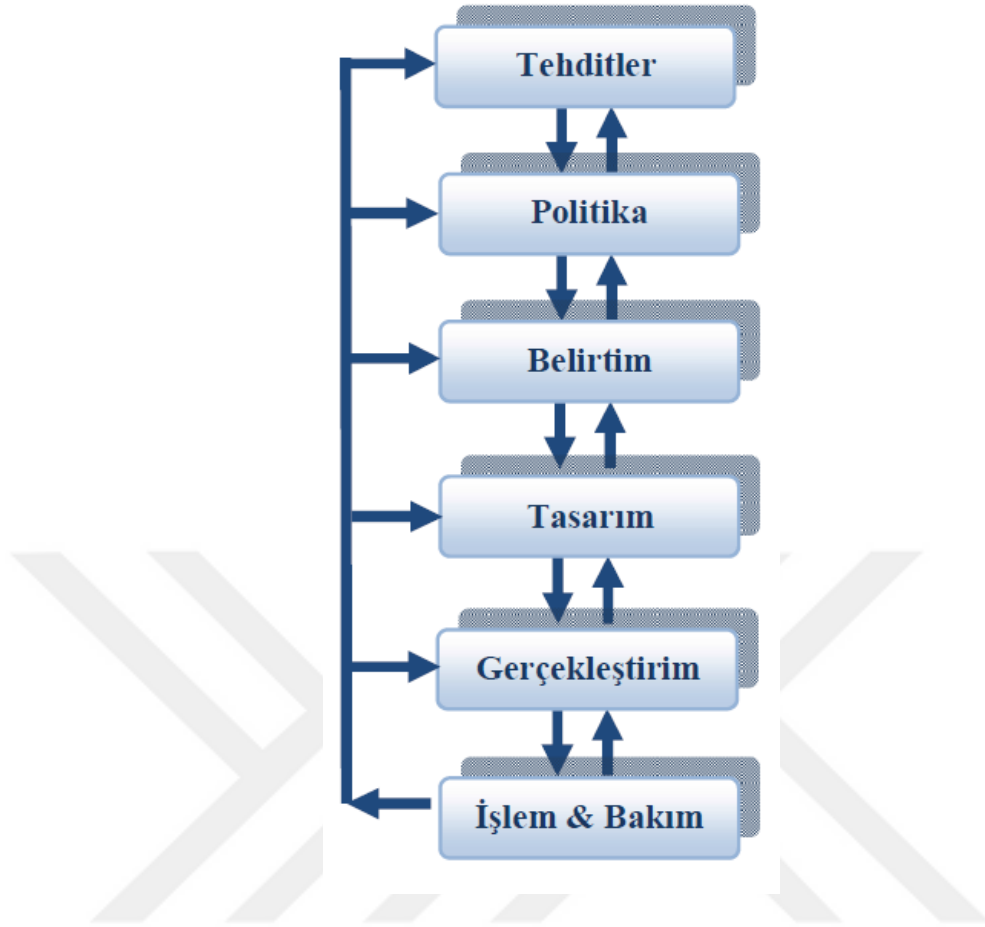 Tehditler
Politika
Belirtim
Tasarım
Gerçekleştirim
İşlem & Bakım